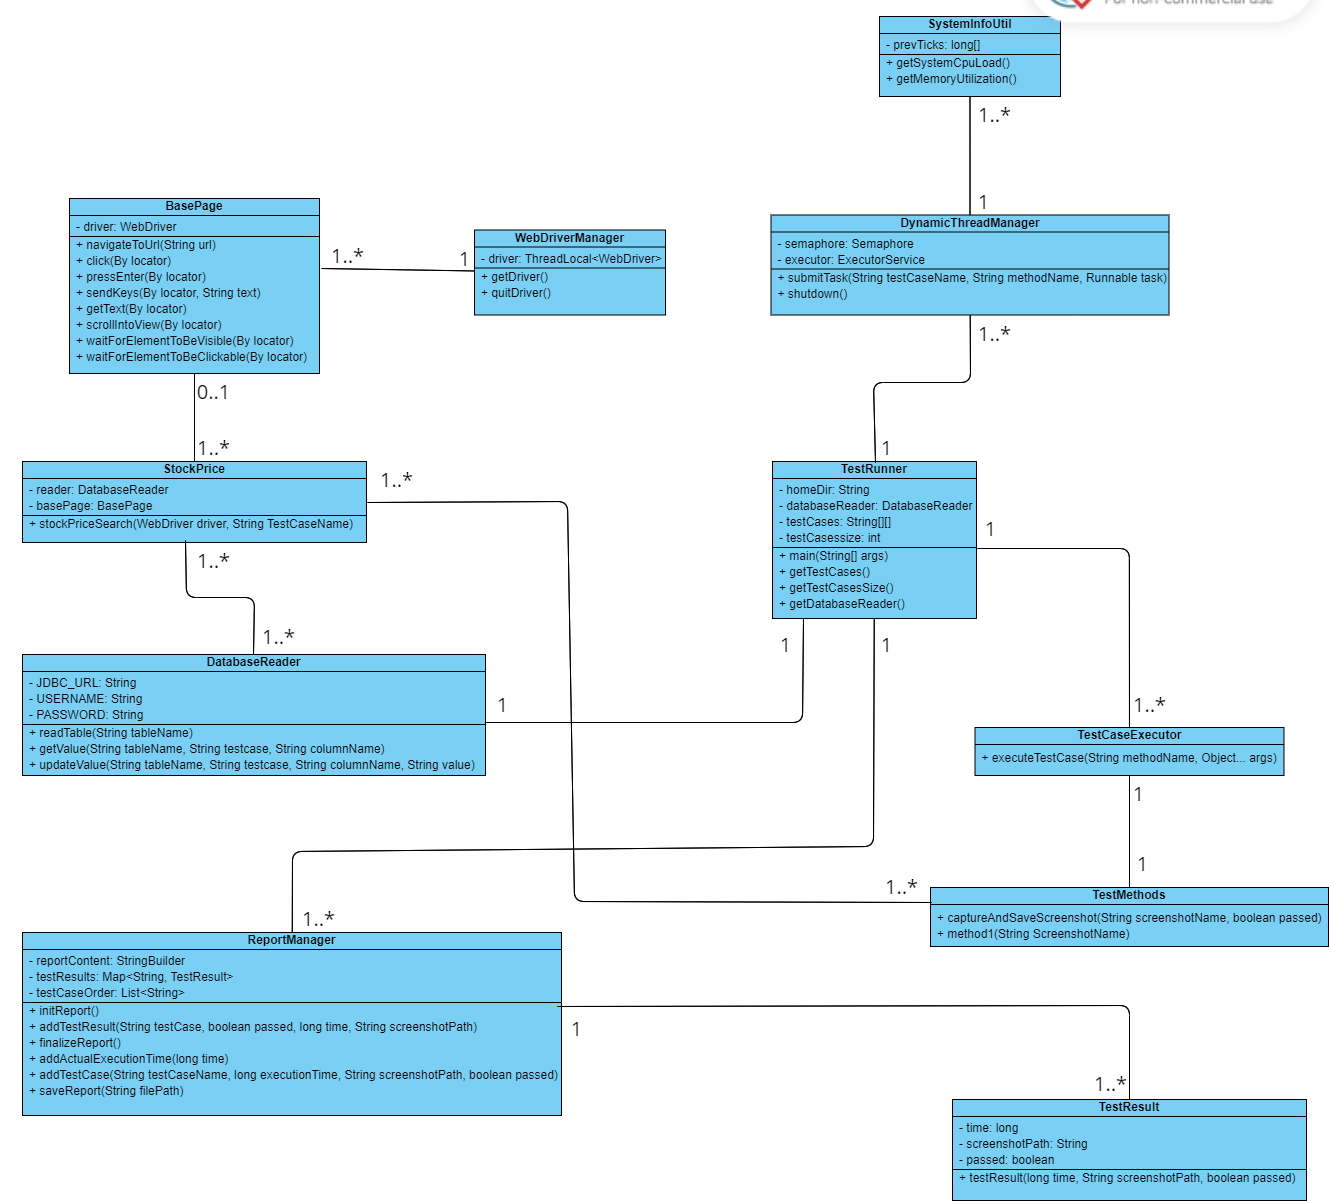 For non-commercial use
SystemInfoUtil
- prevTicks: long[]
+ getSystemCpuLoad()
+ getMemoryUtilization()
1..*
1
BasePage
- driver: WebDriver
+ navigateToUrl(String url)
+ click(By locator)
+ pressEnter(By locator)
+ sendKeys(By locator, String text)
+ getText(By locator)
+ scrollIntoView(By locator)
+ waitForElementToBeVisible(By locator)
+ waitForElementToBeClickable(By locator)
1..*
1
WebDriverManager
- driver: ThreadLocal<WebDriver>
+ getDriver()
+ quitDriver()
DynamicThreadManager
- semaphore: Semaphore
- executor: ExecutorService
+ submitTask(String testCaseName, String methodName, Runnable task)
+ shutdown()
1..*
1
0..1
1..*
StockPrice
- reader: DatabaseReader
- basePage: BasePage
+ stockPriceSearch(WebDriver driver, String TestCaseName)
1..*
1..*
1..*
TestRunner
- homeDir: String
- databaseReader: DatabaseReader
- testCases: String[][]
- testCasessize: int
+ main(String[] args)
+ getTestCases()
+ getTestCasesSize()
+ getDatabaseReader()
1
1
1
DatabaseReader
- JDBC_URL: String
- USERNAME: String
- PASSWORD: String
+ readTable(String tableName)
+ getValue(String tableName, String testcase, String columnName)
+ updateValue(String tableName, String testcase, String columnName, String value)
1
1..*
TestCaseExecutor
+ executeTestCase(String methodName, Object... args)
1
1
1..*
TestMethods
+ captureAndSaveScreenshot(String screenshotName, boolean passed)
+ method1(String ScreenshotName)
1..*
ReportManager
- reportContent: StringBuilder
- testResults: Map<String, TestResult>
- testCaseOrder: List<String>
+ initReport()
+ addTestResult(String testCase, boolean passed, long time, String screenshotPath)
+ finalizeReport()
+ addActualExecutionTime(long time)
+ addTestCase(String testCaseName, long executionTime, String screenshotPath, boolean passed)
+ saveReport(String filePath)
1
1..*
TestResult
- time: long
- screenshotPath: String
- passed: boolean
+ testResult(long time, String screenshotPath, boolean passed)